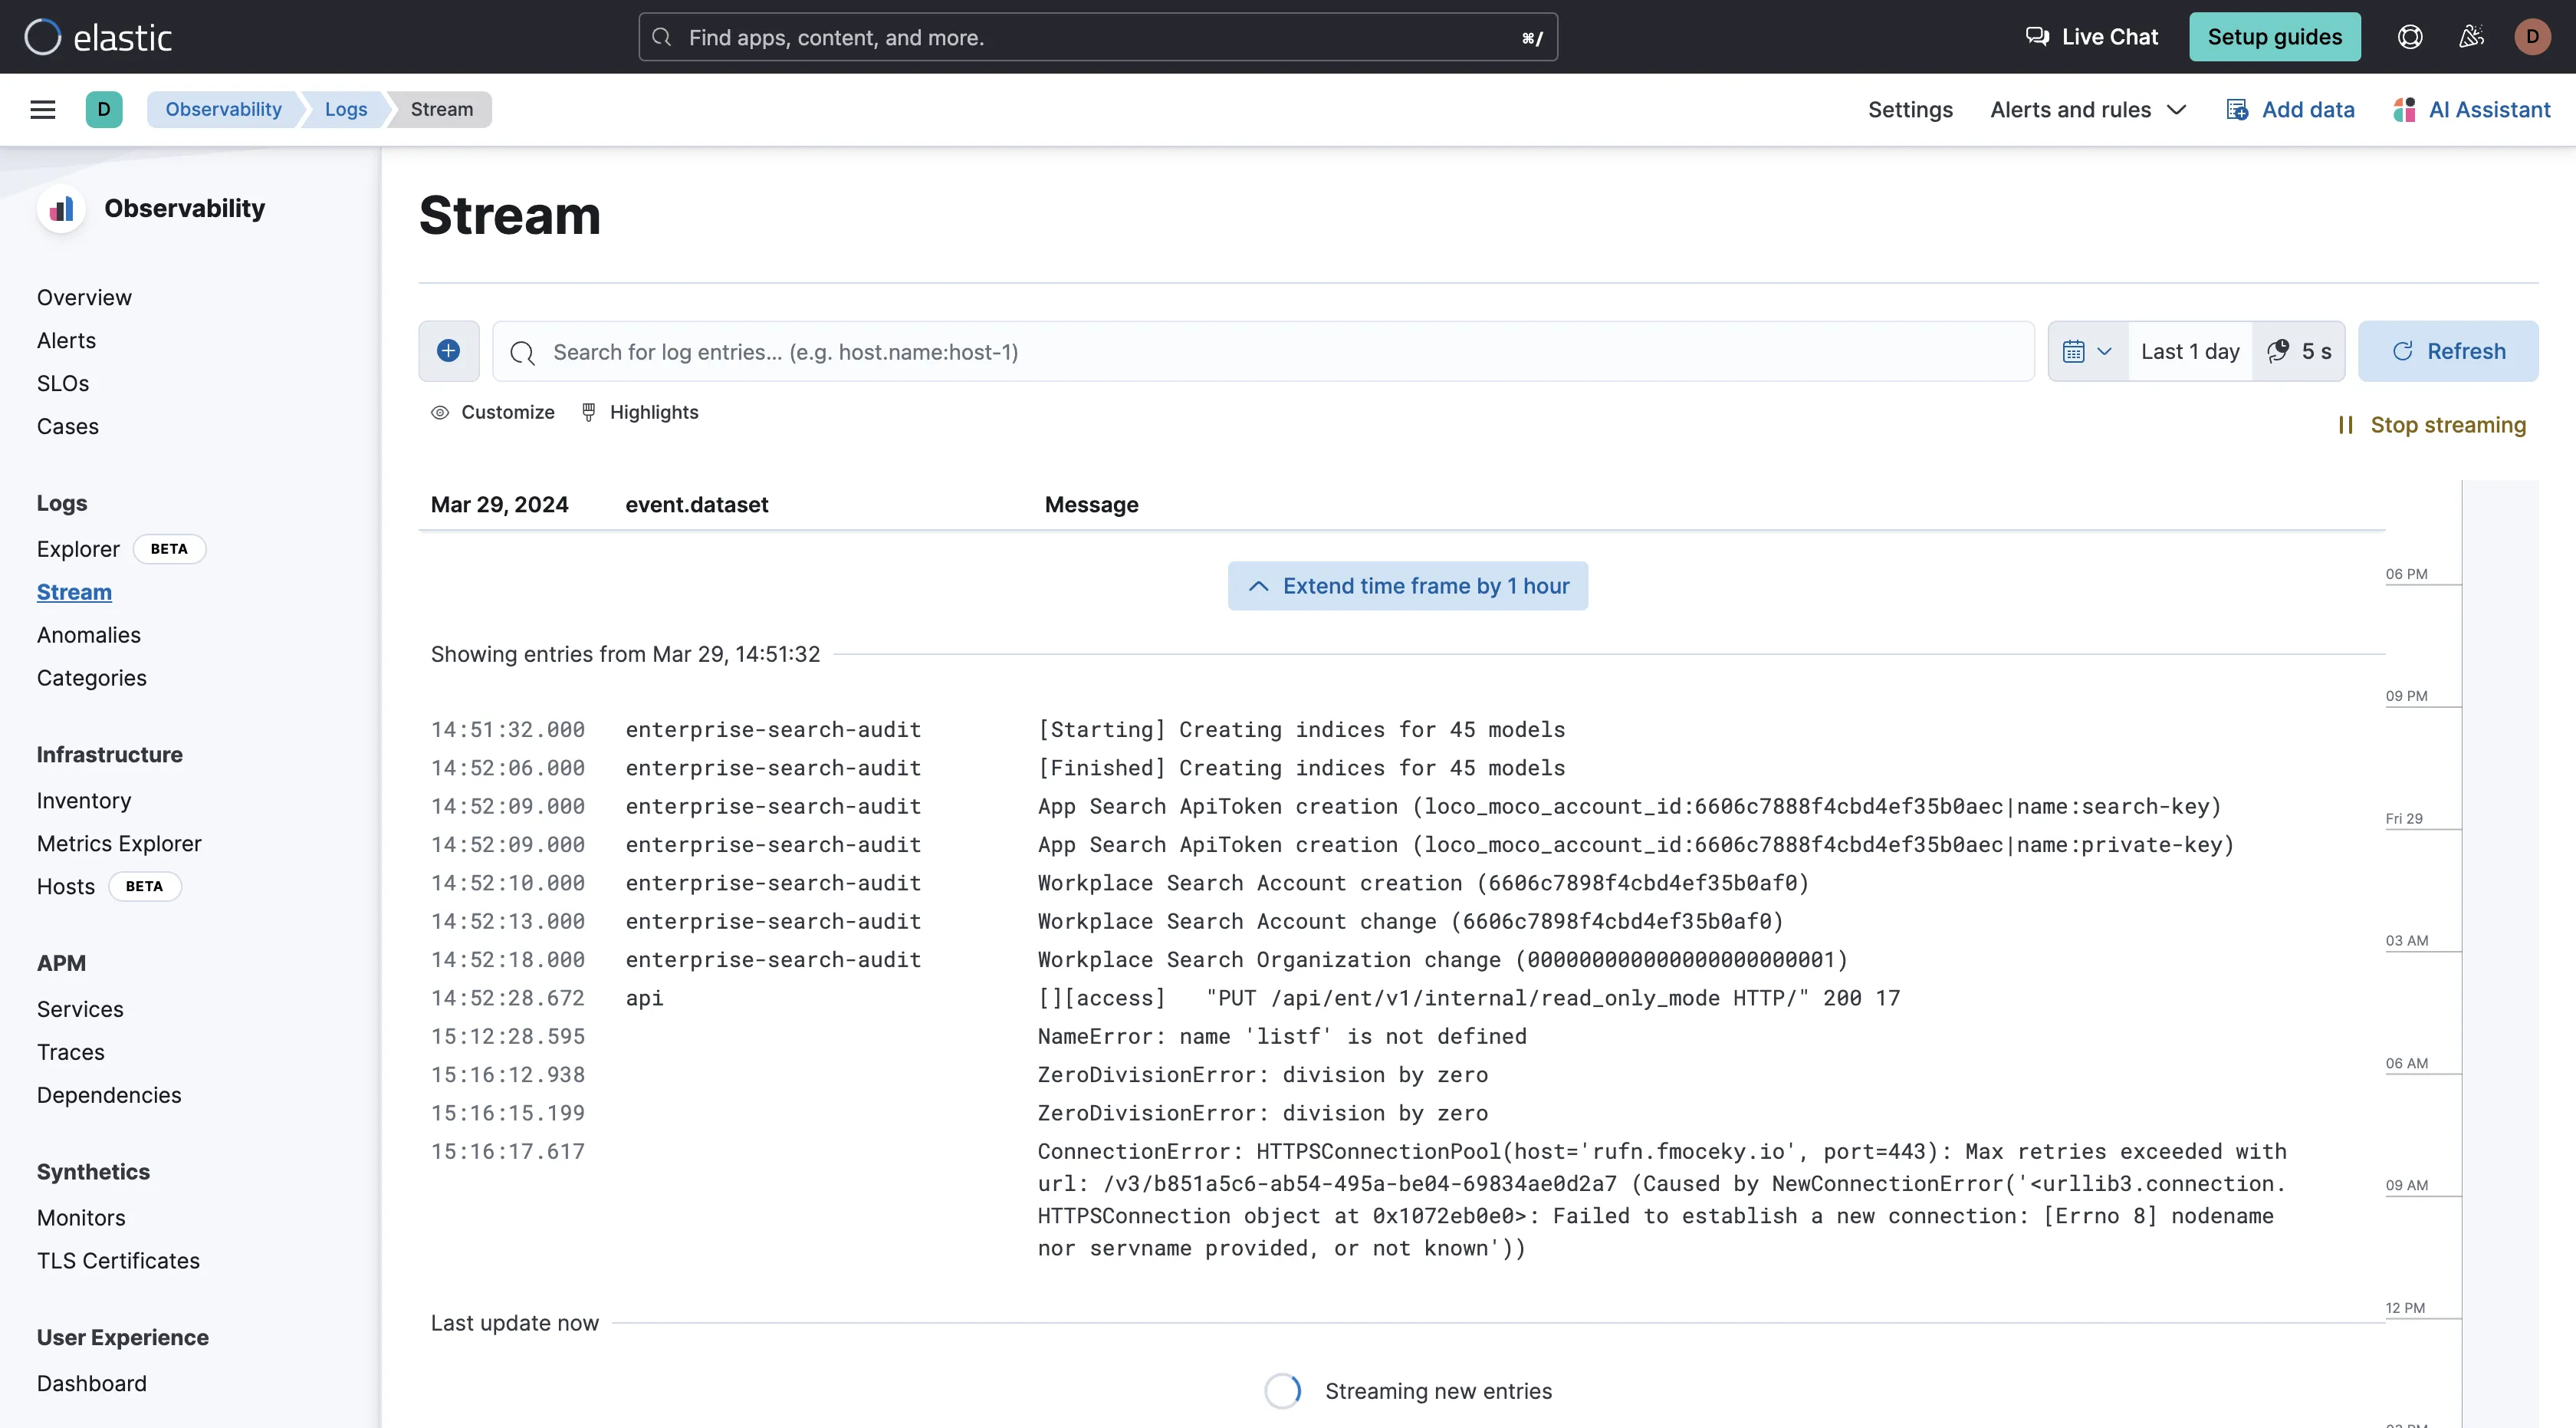 elastic
Find apps, content, and more.
⌘/
Live Chat
Setup guides
D
D
Observability
Logs
Stream
Settings
Alerts and rules
Add data
AI Assistant
Observability
Overview
Alerts
SLOs
Cases
Logs
Explorer BETA
Stream
Anomalies
Categories
Infrastructure
Inventory
Metrics Explorer
Hosts BETA
APM
Services
Traces
Dependencies
Synthetics
Monitors
TLS Certificates
User Experience
Dashboard
Stream
Search for log entries... (e.g. host.name:host-1)
Last 1 day
5 s
Refresh
Customize
Highlights
Stop streaming
Mar 29, 2024 event.dataset Message
Extend time frame by 1 hour
Showing entries from Mar 29, 14:51:32
14:51:32.000 enterprise-search-audit [Starting] Creating indices for 45 models
14:52:06.000 enterprise-search-audit [Finished] Creating indices for 45 models
14:52:09.000 enterprise-search-audit App Search ApiToken creation (loco_moco_account_id:6606c7888f4cbd4ef35b0aec|name:search-key)
14:52:09.000 enterprise-search-audit App Search ApiToken creation (loco_moco_account_id:6606c7888f4cbd4ef35b0aec|name:private-key)
14:52:10.000 enterprise-search-audit Workplace Search Account creation (6606c7898f4cbd4ef35b0af0)
14:52:13.000 enterprise-search-audit Workplace Search Account change (6606c7898f4cbd4ef35b0af0)
14:52:18.000 enterprise-search-audit Workplace Search Organization change (000000000000000000000001)
14:52:28.672 api [][access] "PUT /api/ent/v1/internal/read_only_mode HTTP/" 200 17
15:12:28.595 NameError: name 'listf' is not defined
15:16:12.938 ZeroDivisionError: division by zero
15:16:15.199 ZeroDivisionError: division by zero
15:16:17.617 ConnectionError: HTTPSConnectionPool(host='rufn.fmoceky.io', port=443): Max retries exceeded with
url: /v3/b851a5c6-ab54-495a-be04-69834ae0d2a7 (Caused by NewConnectionError('<urllib3.connection.
HTTPSConnection object at 0x1072eb0e0>: Failed to establish a new connection: [Errno 8] nodename
nor servname provided, or not known'))
Last update now
Streaming new entries
06 PM
09 PM
Fri 29
03 AM
06 AM
09 AM
12 PM